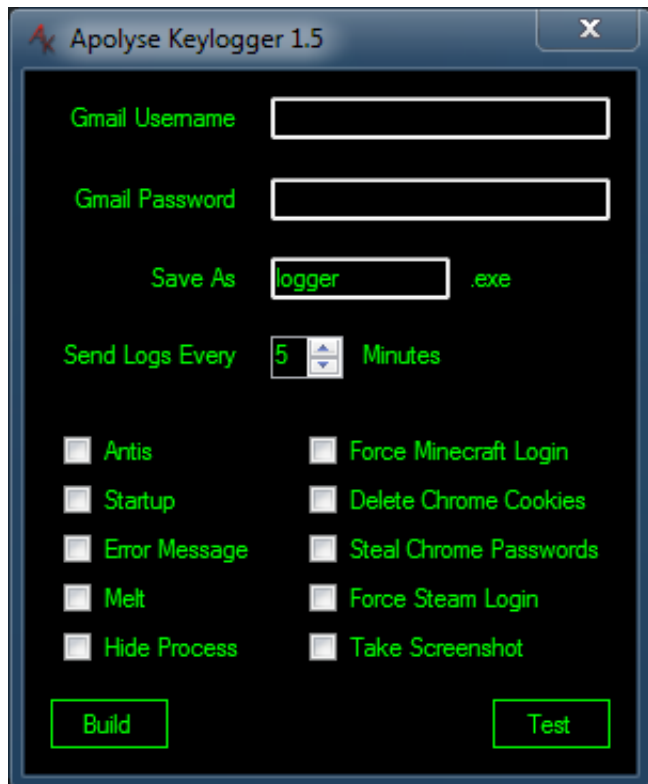 AK Apolyse Keylogger 1.5 x
Gmail Username
Gmail Password
Save As logger .exe
Send Logs Every 5 Minutes
Antis Force Minecraft Login
Startup Delete Chrome Cookies
Error Message Steal Chrome Passwords
Melt Force Steam Login
Hide Process Take Screenshot
Build Test